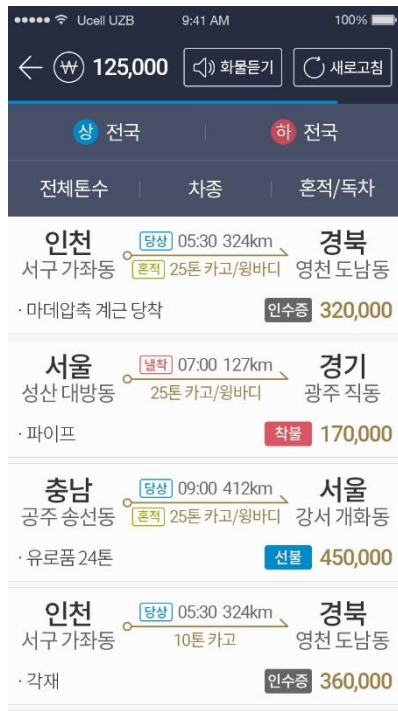 Ucell UZB 9:41 AM 100%
₩ 125,000 화물듣기 새로고침
상 전국 하 전국
전체톤수 차종 혼적/독차
인천 당상 05:30 324km 경북
서구 가좌동 혼적 25톤 카고/윙바디 영천 도남동
· 마데압축 계근 당착 인수증 320,000
서울 낼착 07:00 127km 경기
성산 대방동 25톤 카고/윙바디 광주 직동
· 파이프 착불 170,000
충남 당상 09:00 412km 서울
공주 송선동 혼적 25톤 카고/윙바디 강서 개화동
· 유로품 24톤 선불 450,000
인천 당상 05:30 324km 경북
서구 가좌동 10톤 카고 영천 도남동
· 각재 인수증 360,000